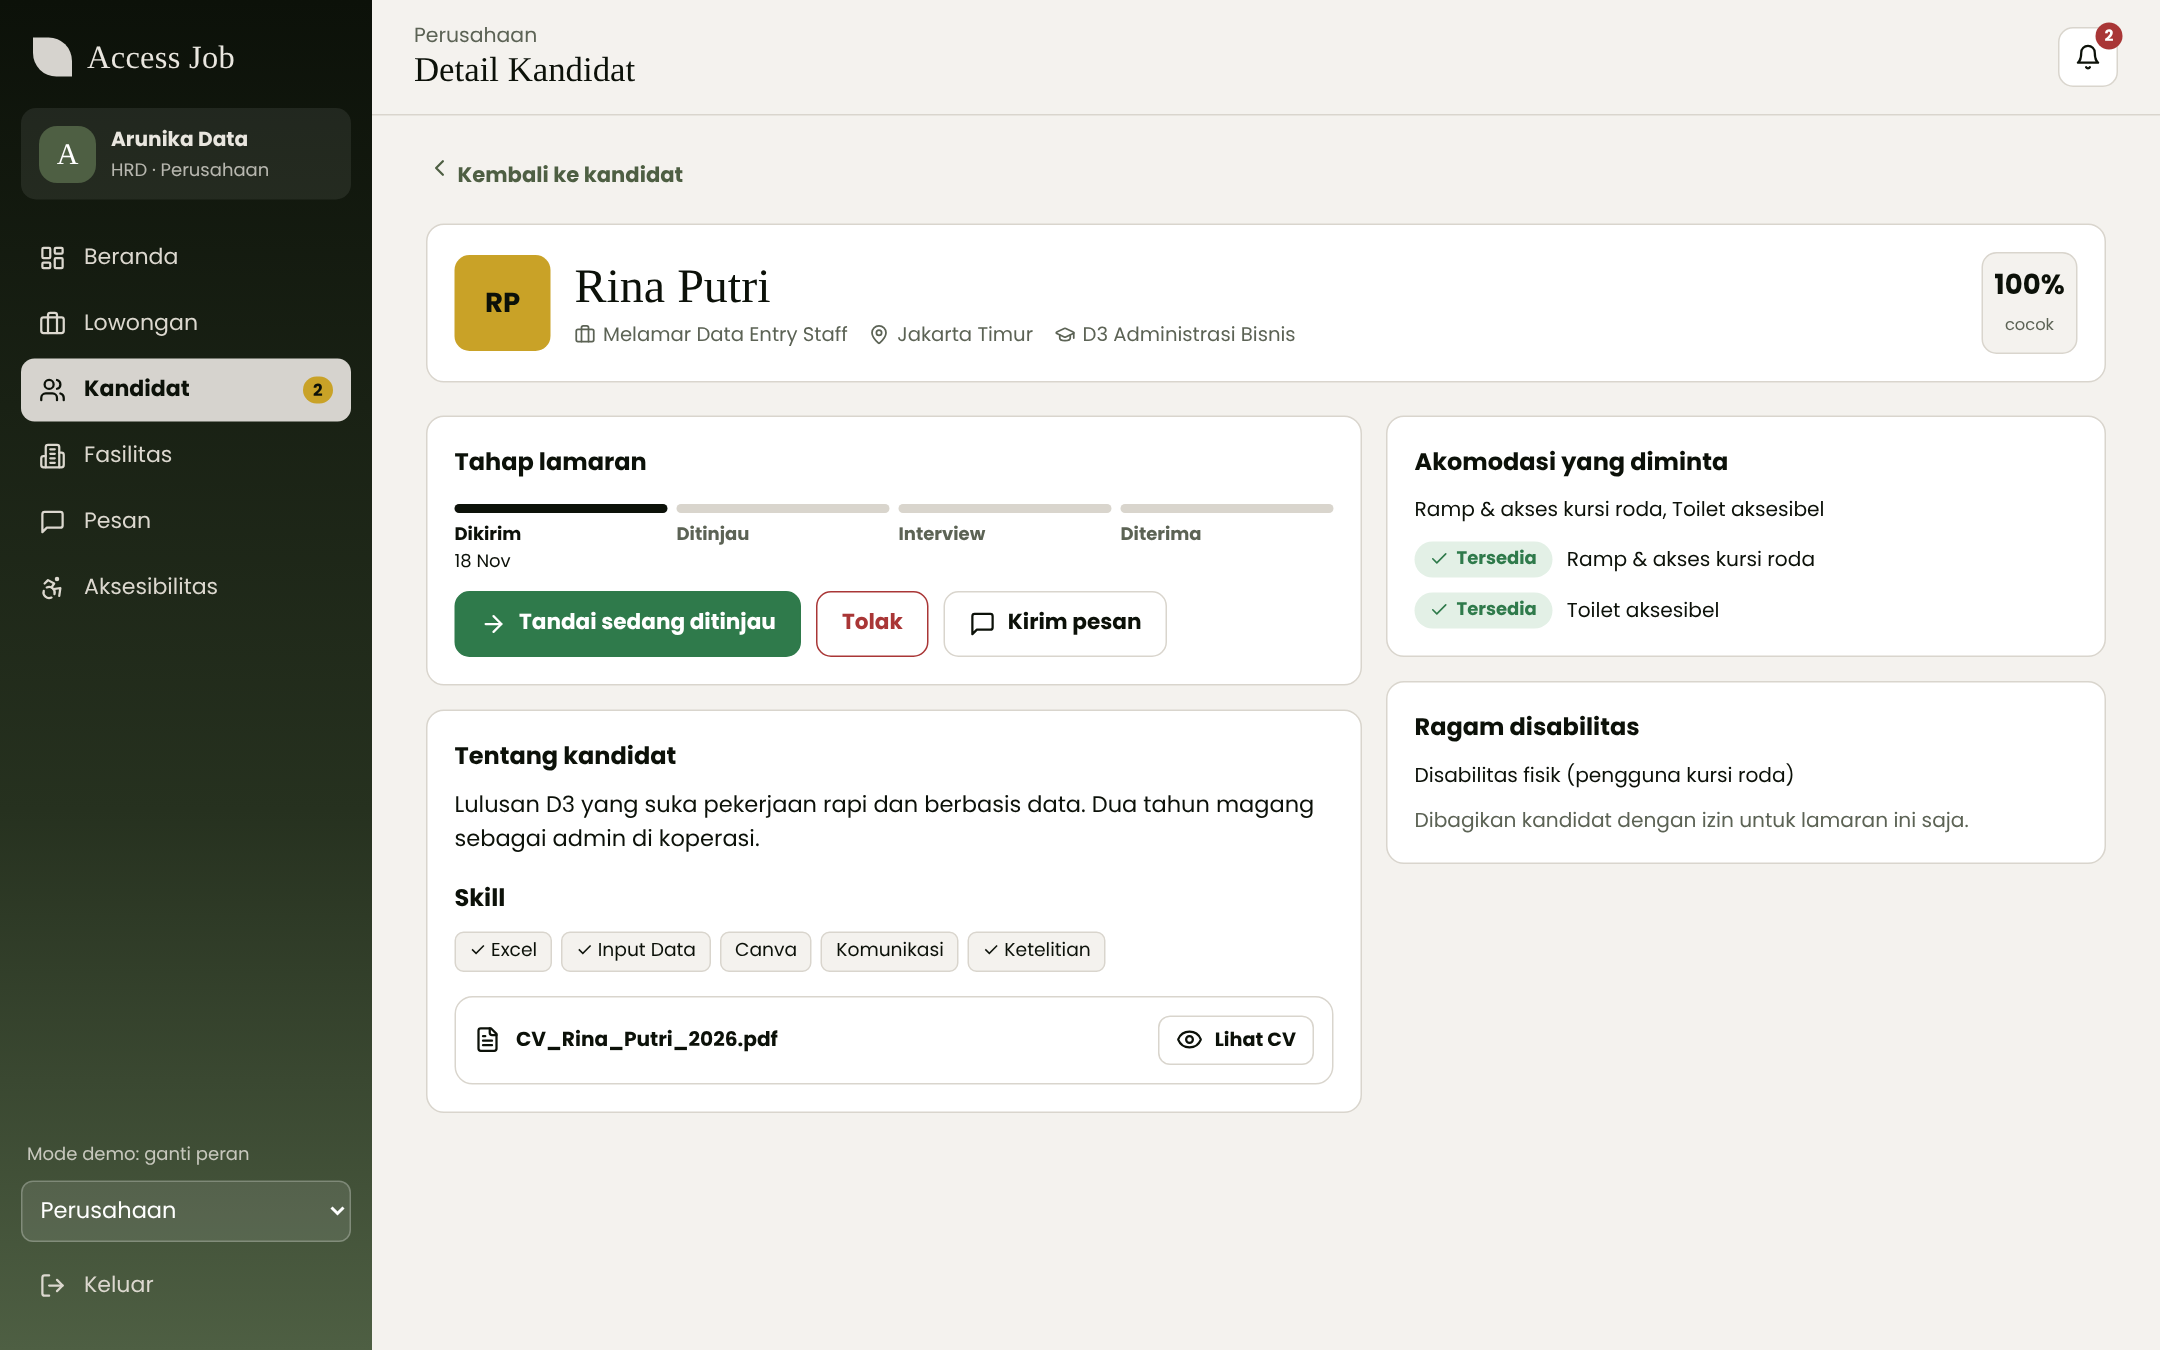 Access Job
A
Arunika Data
HRD · Perusahaan
Beranda
Lowongan
Kandidat
2
Fasilitas
Pesan
Aksesibilitas
Mode demo: ganti peran
Perusahaan
Keluar
Perusahaan
Detail Kandidat
2
Kembali ke kandidat
RP
Rina Putri
Melamar Data Entry Staff
Jakarta Timur
D3 Administrasi Bisnis
100%
cocok
Tahap lamaran
Dikirim
18 Nov
Ditinjau
Interview
Diterima
Tandai sedang ditinjau
Tolak
Kirim pesan
Tentang kandidat
Lulusan D3 yang suka pekerjaan rapi dan berbasis data. Dua tahun magang
sebagai admin di koperasi.
Skill
Excel
Input Data
Canva
Komunikasi
Ketelitian
CV_Rina_Putri_2026.pdf
Lihat CV
Akomodasi yang diminta
Ramp & akses kursi roda, Toilet aksesibel
Tersedia
Ramp & akses kursi roda
Tersedia
Toilet aksesibel
Ragam disabilitas
Disabilitas fisik (pengguna kursi roda)
Dibagikan kandidat dengan izin untuk lamaran ini saja.